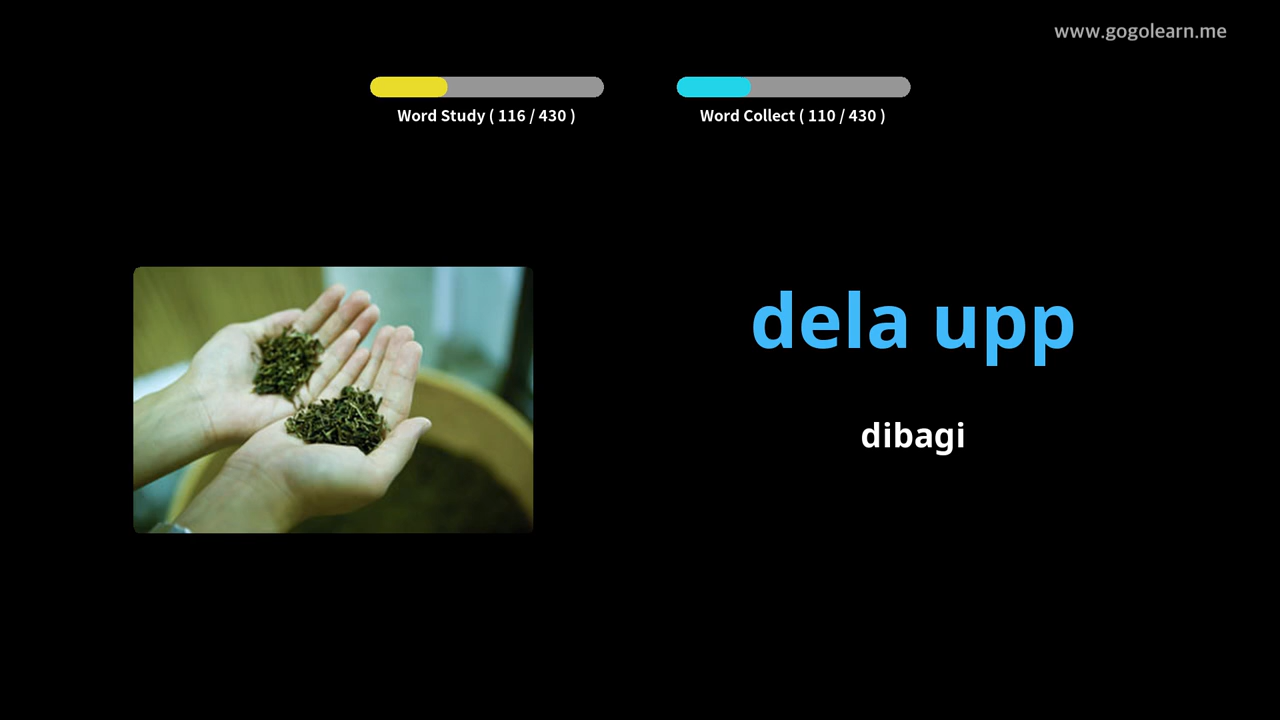 www.gogolearn.me
Word Study ( 116 / 430 )
Word Collect ( 110 / 430 )
dela upp
dibagi